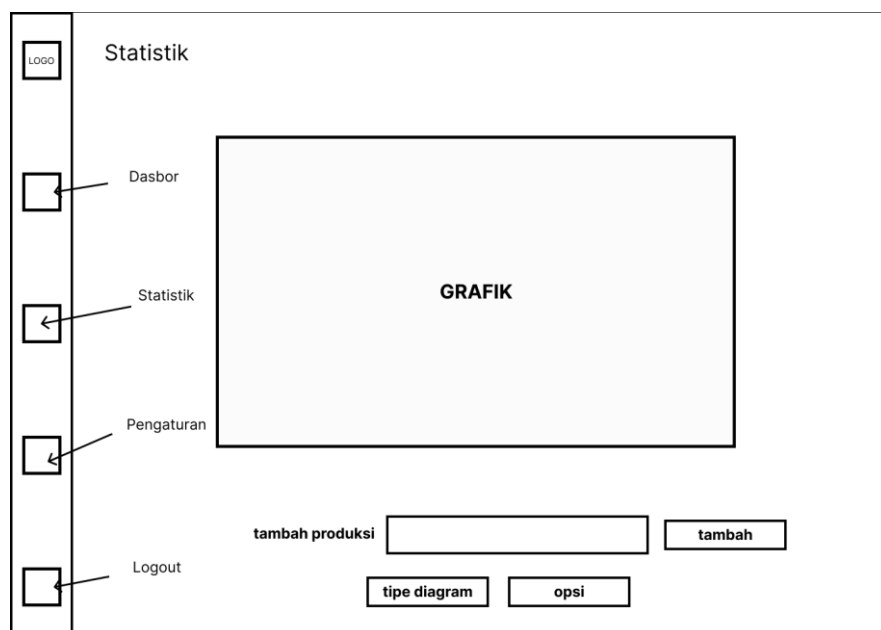 LOGO
Statistik
Dasbor
Statistik
GRAFIK
Pengaturan
tambah produksi
tambah
Logout
tipe diagram
opsi